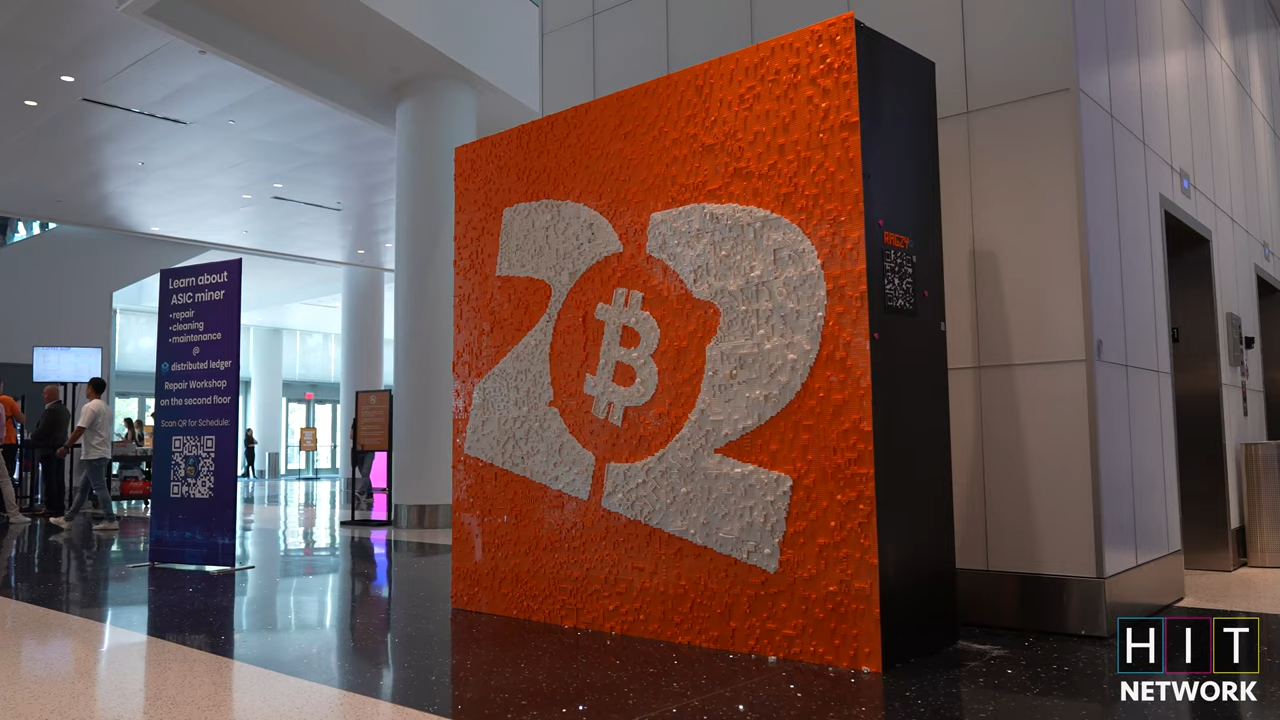 Learn about
ASIC miner
•repair
•cleaning
•maintenance
@
distributed ledger
Repair Workshop
on the second floor
Scan QR for Schedule:
22
₿
HIT
NETWORK